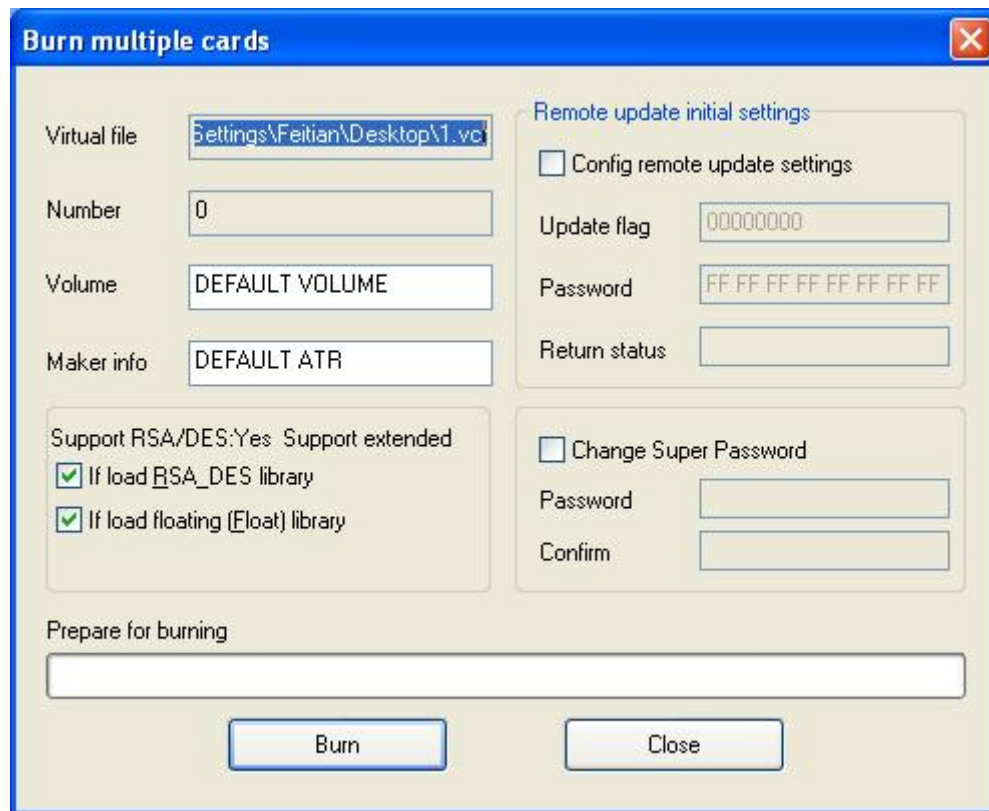 Burn multiple cards
Virtual file
Settings\Feitian\Desktop\1.vci
Number
0
Volume
DEFAULT VOLUME
Maker info
DEFAULT ATR
Support RSA/DES:Yes Support extended
If load RSA_DES library
If load floating (Float) library
Remote update initial settings
Config remote update settings
Update flag
00000000
Password
FF FF FF FF FF FF FF FF
Return status
Change Super Password
Password
Confirm
Prepare for burning
Burn
Close